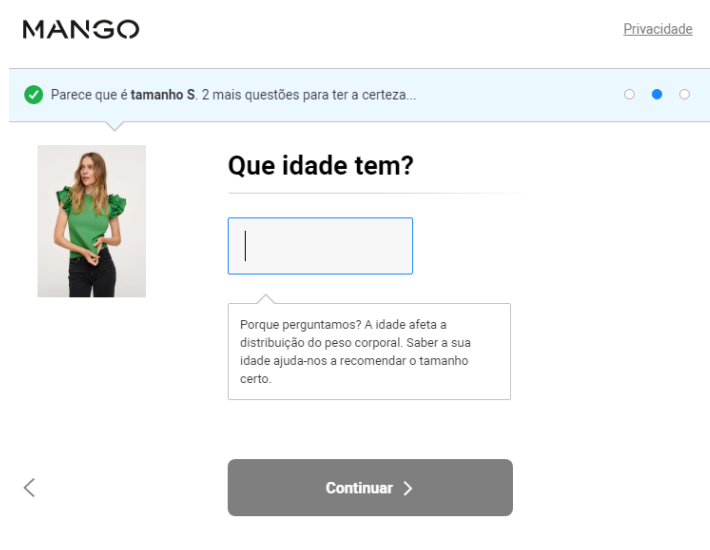 MANGO
Privacidade
Parece que é tamanho S. 2 mais questões para ter a certeza...
Que idade tem?
Porque perguntamos? A idade afeta a
distribuição do peso corporal. Saber a sua
idade ajuda-nos a recomendar o tamanho
certo.
Continuar